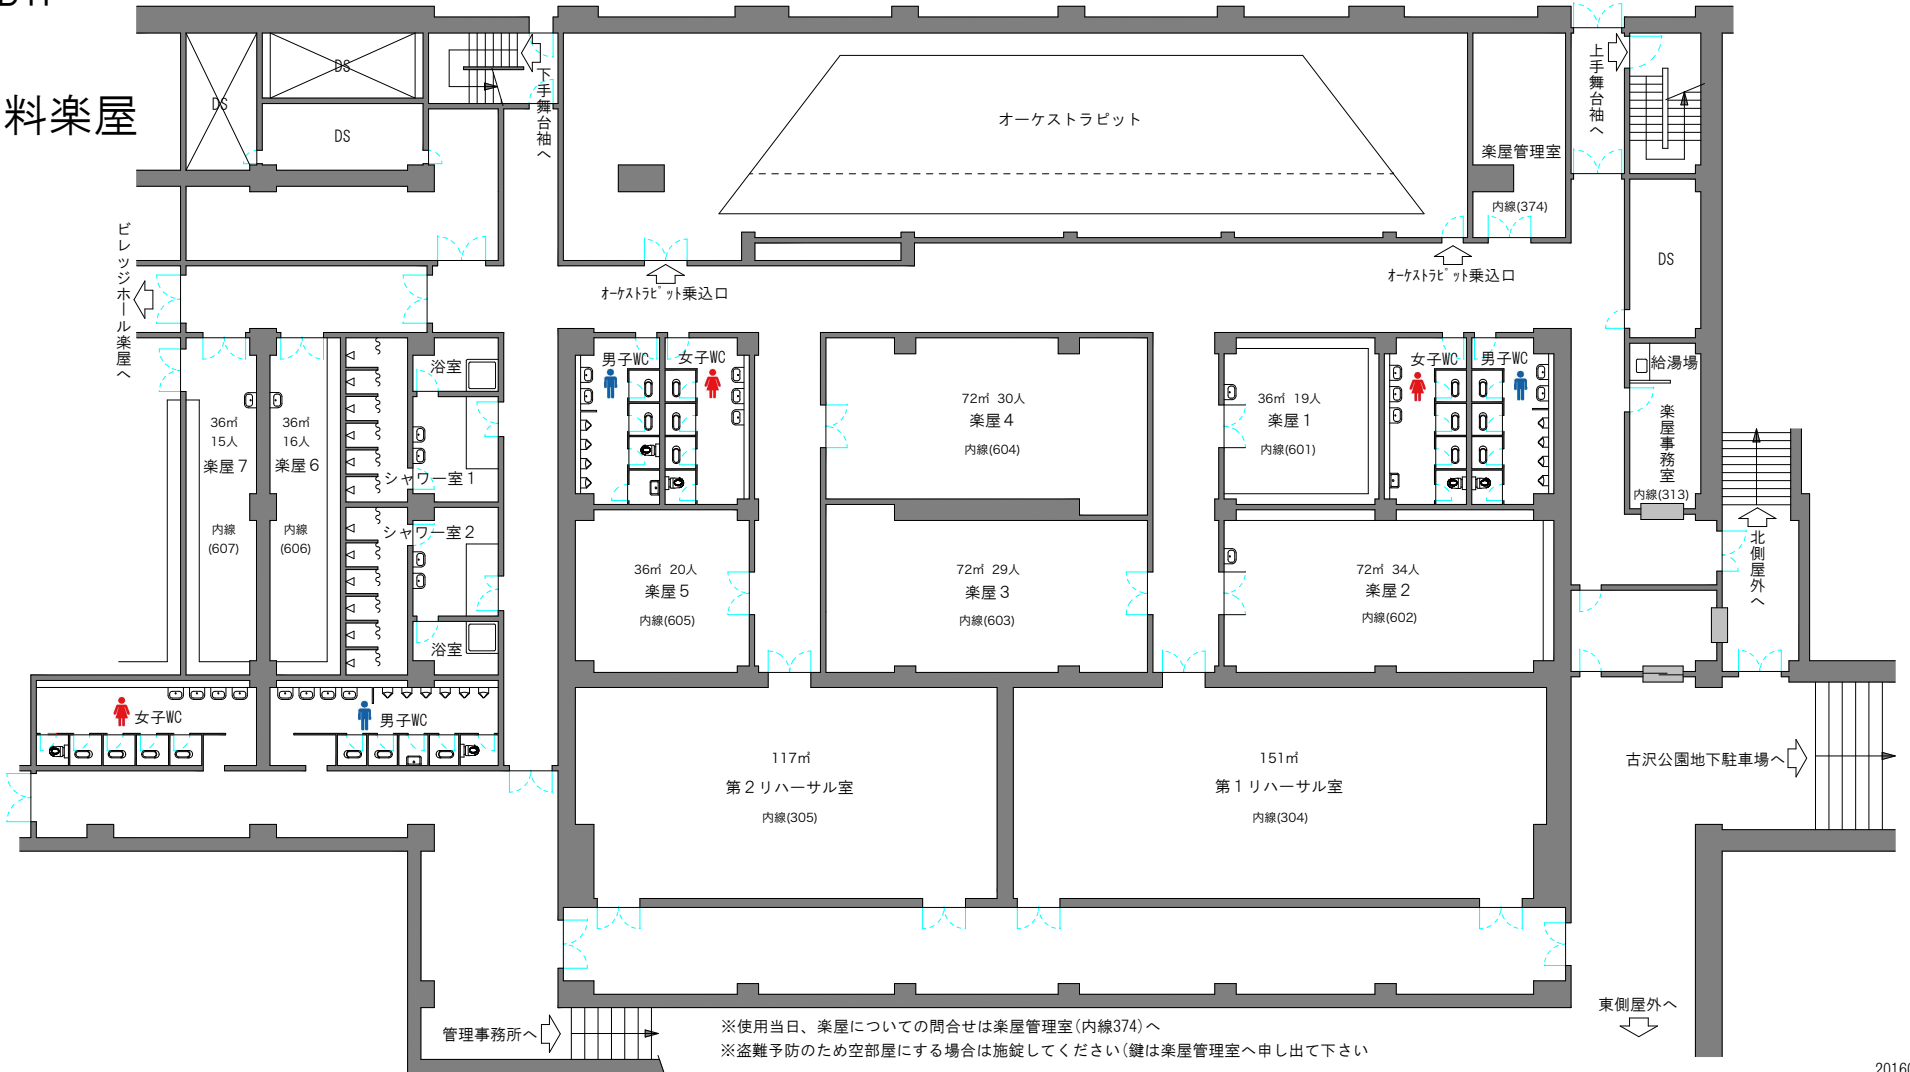 料楽屋
DS
DS
DS
下手舞台袖へ
オーケストラピット
楽屋管理室
内線(374)
上手舞台袖へ
DS
ビレッジホール楽屋へ
オーケストラピット乗込口
オーケストラピット乗込口
浴室
男子WC
女子WC
72㎡ 30人
楽屋4
内線(604)
36㎡ 19人
楽屋1
内線(601)
女子WC
男子WC
給湯場
楽屋事務室
内線(313)
36㎡
15人
楽屋7
内線
(607)
36㎡
16人
楽屋6
内線
(606)
シャワー室1
シャワー室2
浴室
36㎡ 20人
楽屋5
内線(605)
72㎡ 29人
楽屋3
内線(603)
72㎡ 34人
楽屋2
内線(602)
北側屋外へ
女子WC
男子WC
117㎡
第2リハーサル室
内線(305)
151㎡
第1リハーサル室
内線(304)
古沢公園地下駐車場へ
東側屋外へ
管理事務所へ
※使用当日、楽屋についての問合せは楽屋管理室(内線374)へ
※盗難予防のため空部屋にする場合は施錠してください(鍵は楽屋管理室へ申し出て下さい